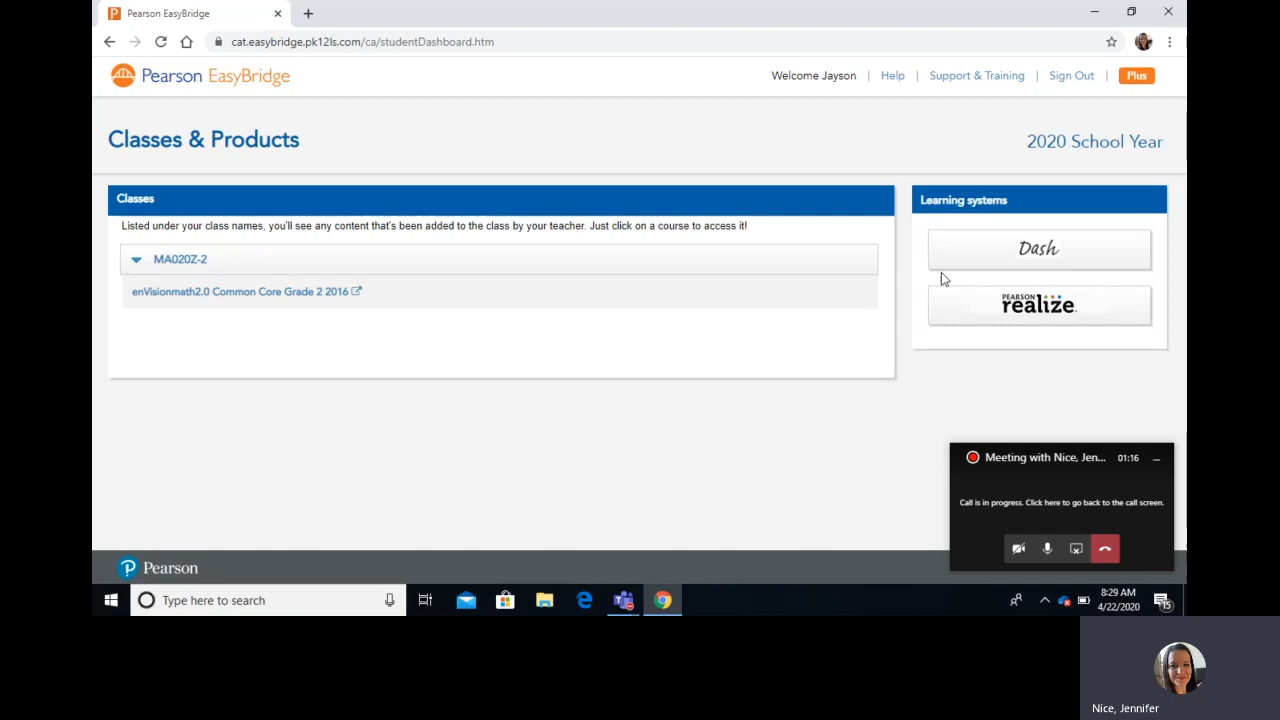 Pearson EasyBridge
cat.easybridge.pk12ls.com/ca/studentDashboard.htm
Pearson EasyBridge
Welcome Jayson | Help | Support & Training | Sign Out | Plus
Classes & Products
2020 School Year
Classes
Learning systems
Listed under your class names, you'll see any content that's been added to the class by your teacher. Just click on a course to access it!
Dash
MA020Z-2
enVisionmath2.0 Common Core Grade 2 2016
PEARSON
realize
Meeting with Nice, Jen... 01:16
Call is in progress. Click here to go back to the call screen.
Pearson
Type here to search
8:29 AM
4/22/2020
15
Nice, Jennifer